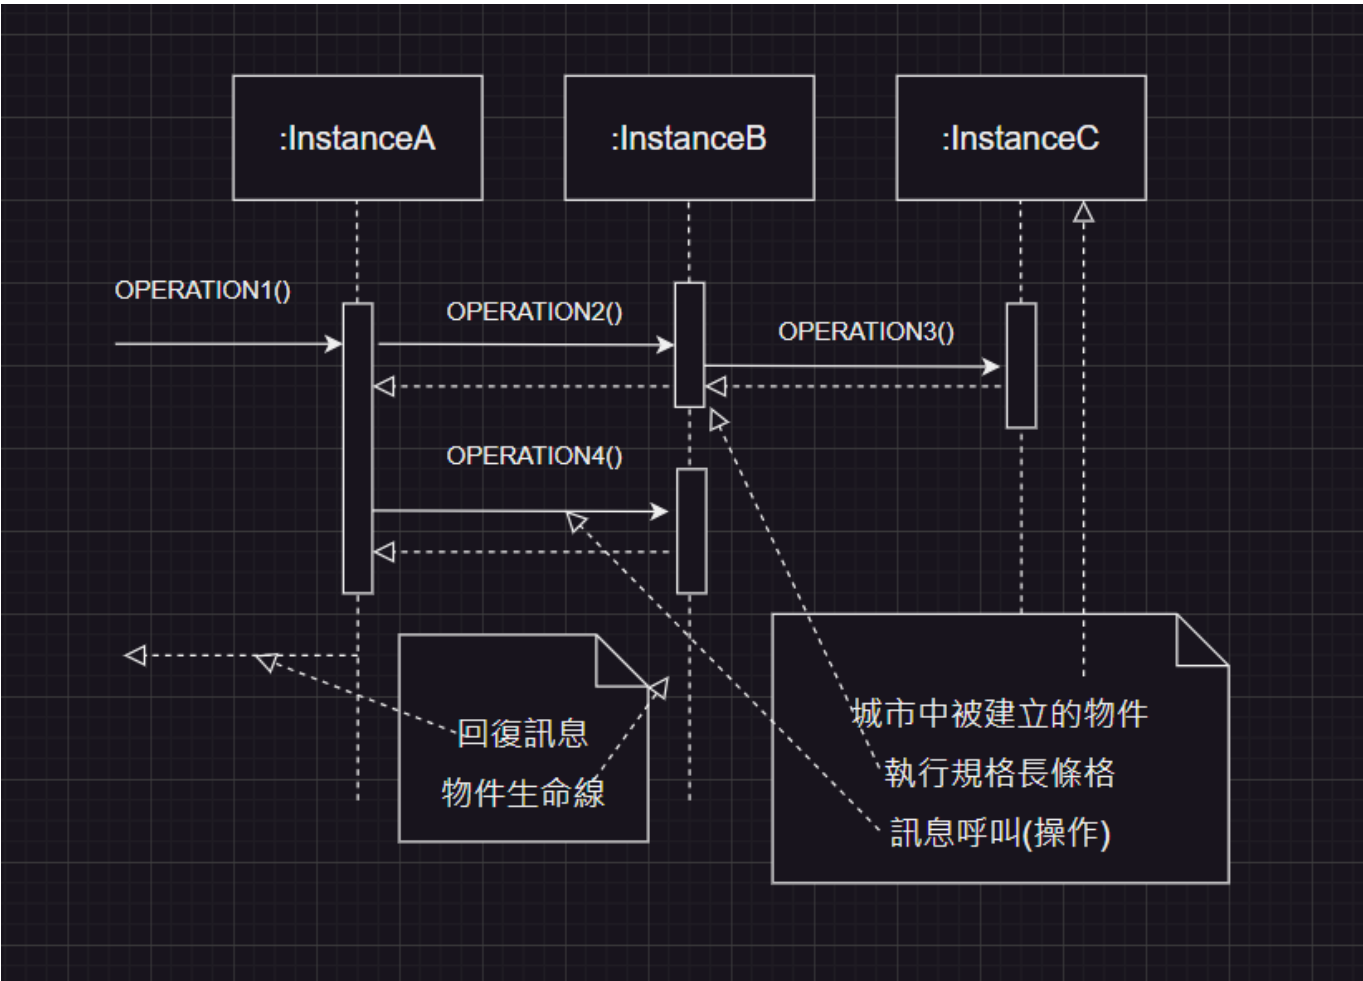 :InstanceA
:InstanceB
:InstanceC
OPERATION1()
OPERATION2()
OPERATION3()
OPERATION4()
回復訊息
物件生命線
城市中被建立的物件
執行規格長條格
訊息呼叫(操作)